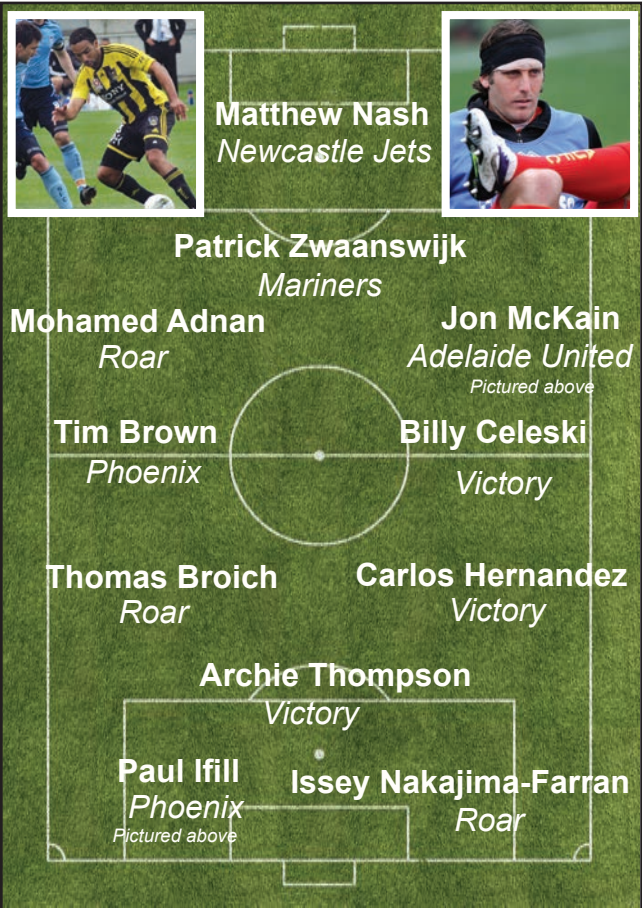 Matthew Nash
Newcastle Jets
Patrick Zwaanswijk
Mariners
Mohamed Adnan
Roar
Jon McKain
Adelaide United
Pictured above
Tim Brown
Phoenix
Billy Celeski
Victory
Thomas Broich
Roar
Carlos Hernandez
Victory
Archie Thompson
Victory
Paul Ifill
Phoenix
Pictured above
Issey Nakajima-Farran
Roar